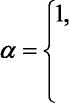 α = { 1,